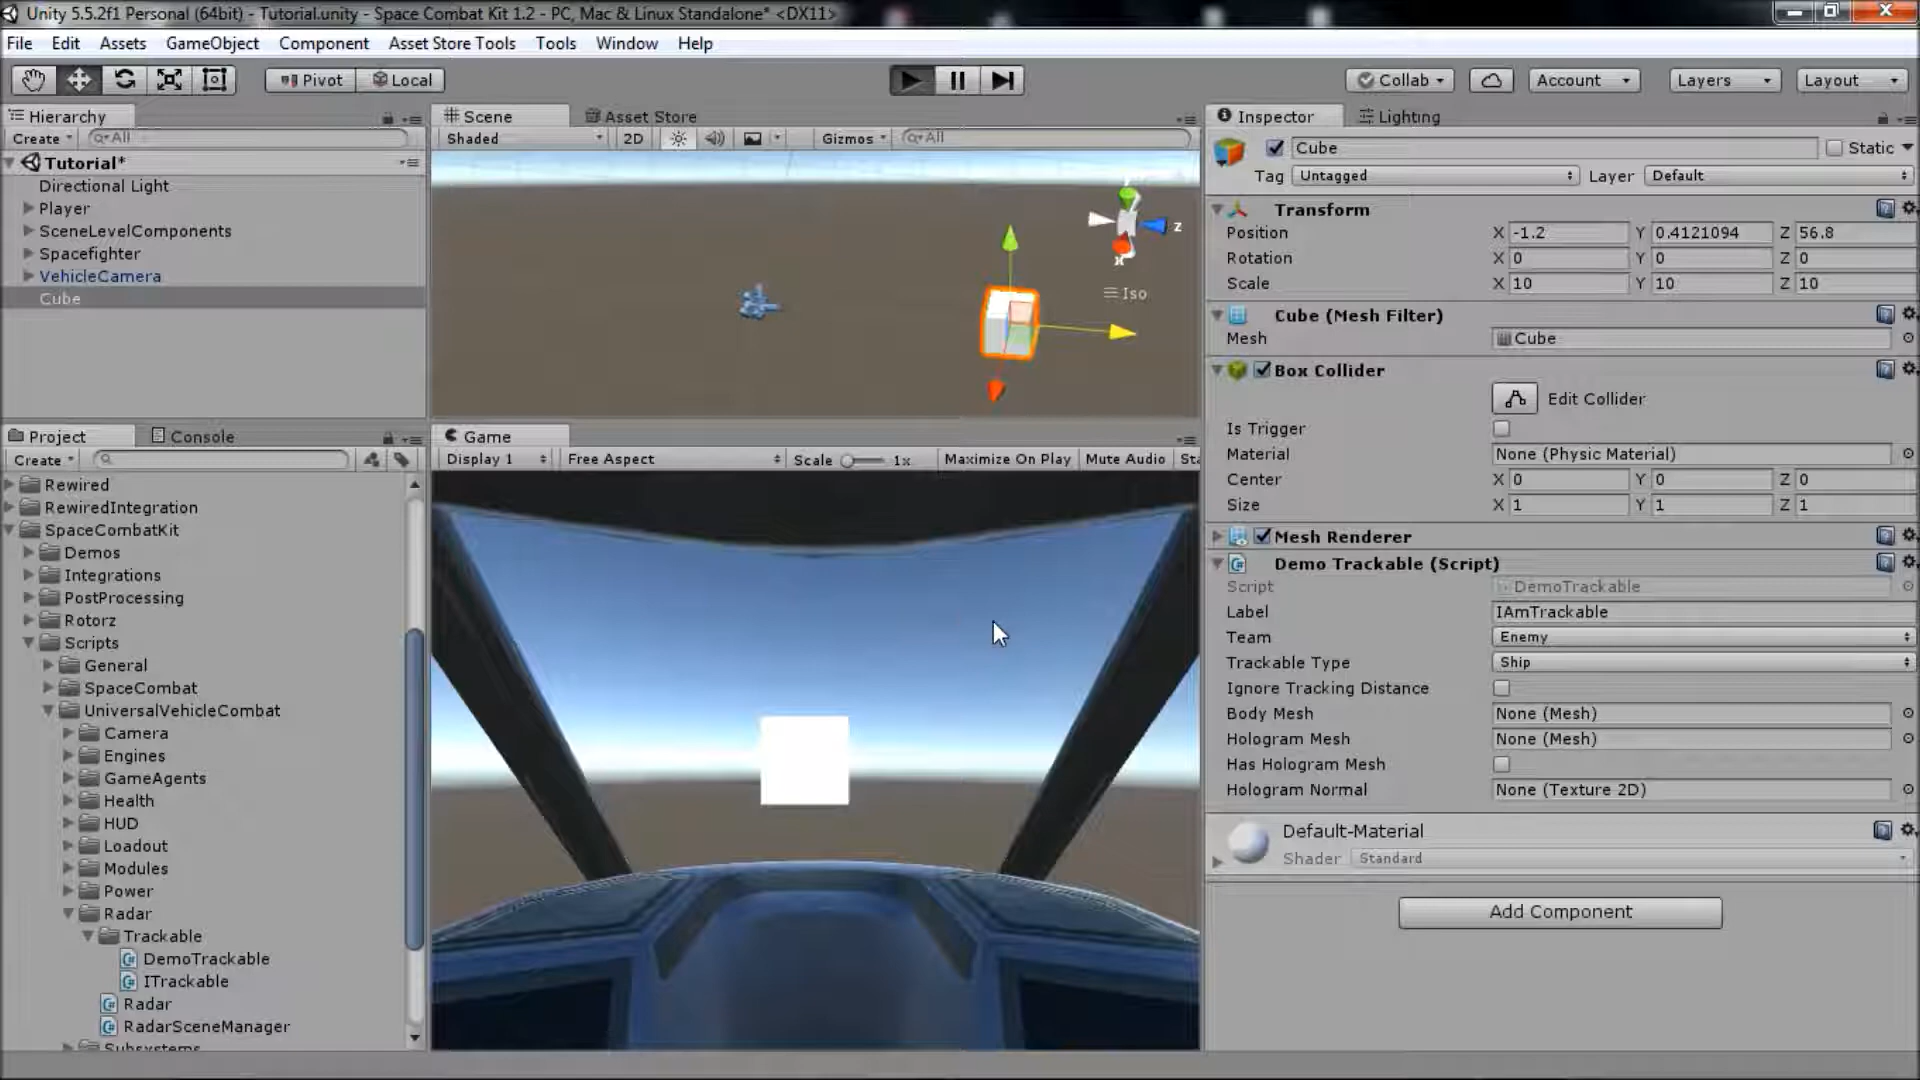 Unity 5.5.2f1 Personal (64bit) - Tutorial.unity - Space Combat Kit 1.2 - PC, Mac & Linux Standalone* <DX11>
File Edit Assets GameObject Component Asset Store Tools Tools Window Help
Pivot Local Collab Account Layers Layout
Hierarchy
Create All
Tutorial*
Directional Light
Player
SceneLevelComponents
Spacefighter
VehicleCamera
Cube
Scene Asset Store
Shaded 2D Gizmos All
z
x
Iso
Project Console
Create
Rewired
RewiredIntegration
SpaceCombatKit
Demos
Integrations
PostProcessing
Rotorz
Scripts
General
SpaceCombat
UniversalVehicleCombat
Camera
Engines
GameAgents
Health
HUD
Loadout
Modules
Power
Radar
Trackable
DemoTrackable
ITrackable
Radar
RadarSceneManager
Subsystems
Game
Display 1 Free Aspect Scale 1x Maximize On Play Mute Audio Sta
Inspector Lighting
Cube Static
Tag Untagged Layer Default
Transform
Position X -1.2 Y 0.4121094 Z 56.8
Rotation X 0 Y 0 Z 0
Scale X 10 Y 10 Z 10
Cube (Mesh Filter)
Mesh Cube
Box Collider
Edit Collider
Is Trigger
Material None (Physic Material)
Center X 0 Y 0 Z 0
Size X 1 Y 1 Z 1
Mesh Renderer
Demo Trackable (Script)
Script DemoTrackable
Label IAmTrackable
Team Enemy
Trackable Type Ship
Ignore Tracking Distance
Body Mesh None (Mesh)
Hologram Mesh None (Mesh)
Has Hologram Mesh
Hologram Normal None (Texture 2D)
Default-Material
Shader Standard
Add Component